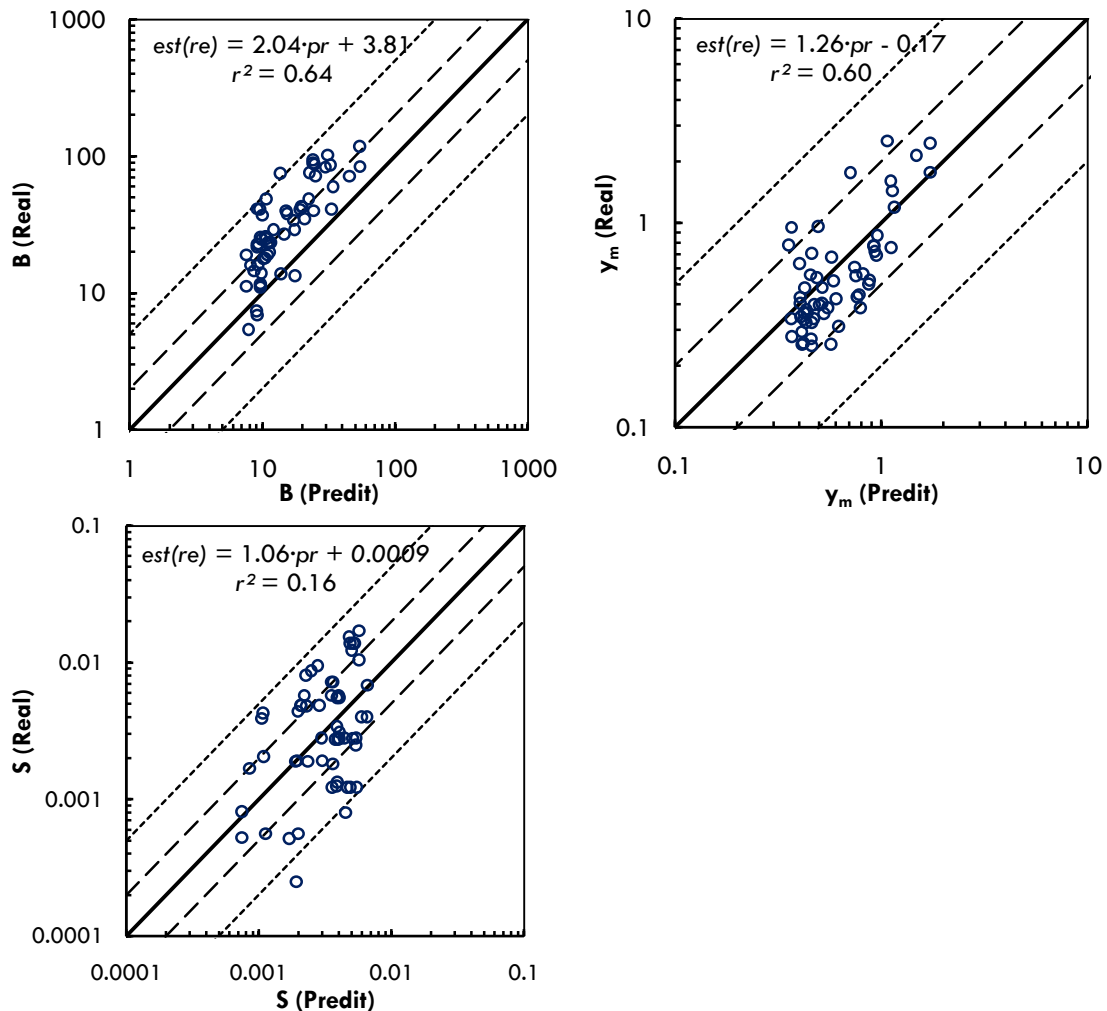 1000
100
10
1
B (Real)
est(re) = 2.04·pr + 3.81
r² = 0.64
1 10 100 1000
B (Predit)
10
1
0.1
yₘ (Real)
est(re) = 1.26·pr - 0.17
r² = 0.60
0.1 1 10
yₘ (Predit)
0.1
0.01
0.001
0.0001
S (Real)
est(re) = 1.06·pr + 0.0009
r² = 0.16
0.0001 0.001 0.01 0.1
S (Predit)